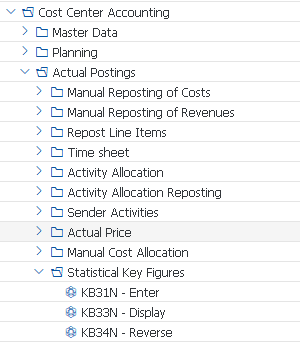 Cost Center Accounting
Master Data
Planning
Actual Postings
Manual Reposting of Costs
Manual Reposting of Revenues
Repost Line Items
Time sheet
Activity Allocation
Activity Allocation Reposting
Sender Activities
Actual Price
Manual Cost Allocation
Statistical Key Figures
KB31N - Enter
KB33N - Display
KB34N - Reverse